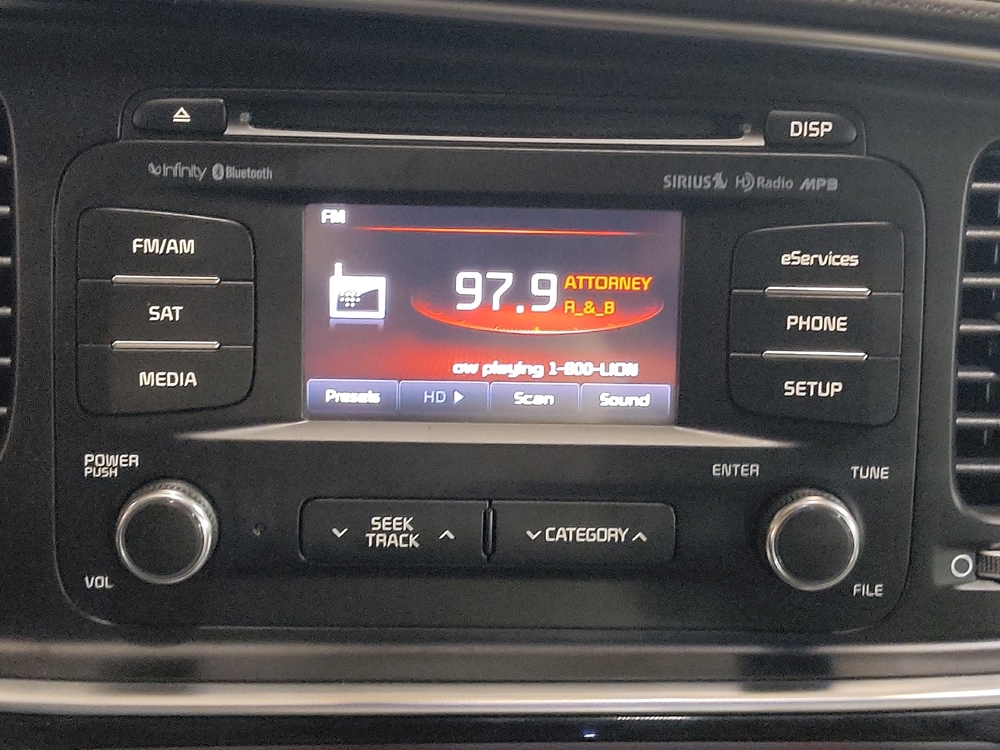 DISP
infinity Bluetooth
SIRIUS HD Radio MP3
FM/AM
SAT
MEDIA
FM
97.9 ATTORNEY
R_&_B
ow playing 1-800-LION
Presets HD Scan Sound
eServices
PHONE
SETUP
POWER
PUSH
VOL
SEEK
TRACK
CATEGORY
ENTER
TUNE
FILE